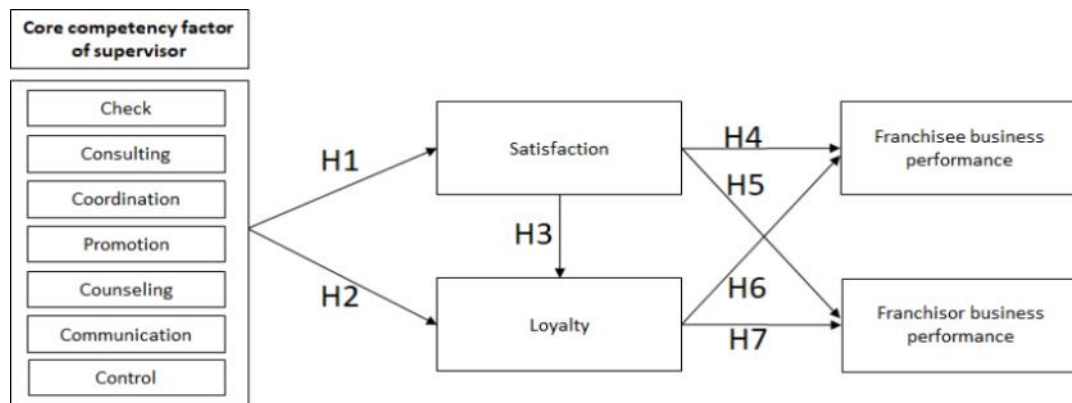 Core competency factor
of supervisor
Check
Consulting
Coordination
Promotion
Counseling
Communication
Control
H1
H2
Satisfaction
H3
Loyalty
H4
H5
H6
H7
Franchisee business
performance
Franchisor business
performance